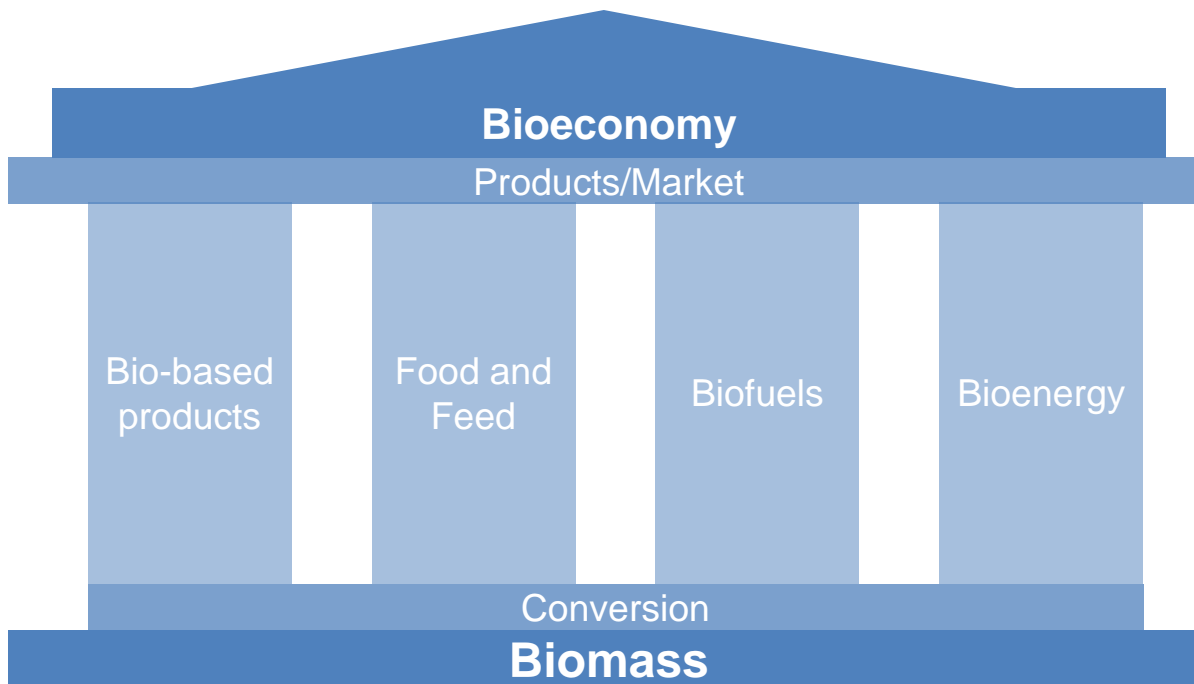 Bioeconomy
Products/Market
Bio-based
products
Food and
Feed
Biofuels
Bioenergy
Conversion
Biomass